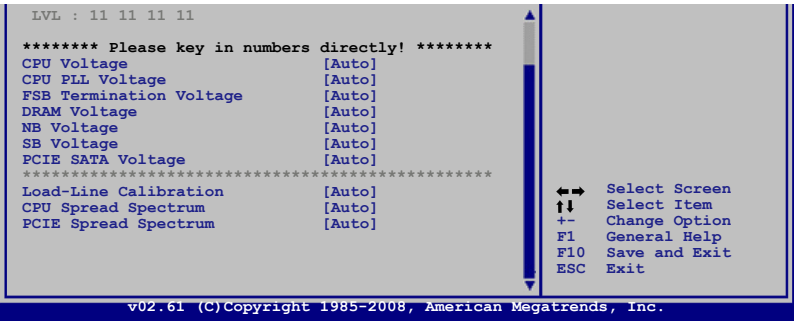 LVL : 11 11 11 11
******** Please key in numbers directly! ********
CPU Voltage [Auto]
CPU PLL Voltage [Auto]
FSB Termination Voltage [Auto]
DRAM Voltage [Auto]
NB Voltage [Auto]
SB Voltage [Auto]
PCIE SATA Voltage [Auto]
**************************************************
Load-Line Calibration [Auto]
CPU Spread Spectrum [Auto]
PCIE Spread Spectrum [Auto]
←→ Select Screen
↑↓ Select Item
+- Change Option
F1 General Help
F10 Save and Exit
ESC Exit
v02.61 (C)Copyright 1985-2008, American Megatrends, Inc.